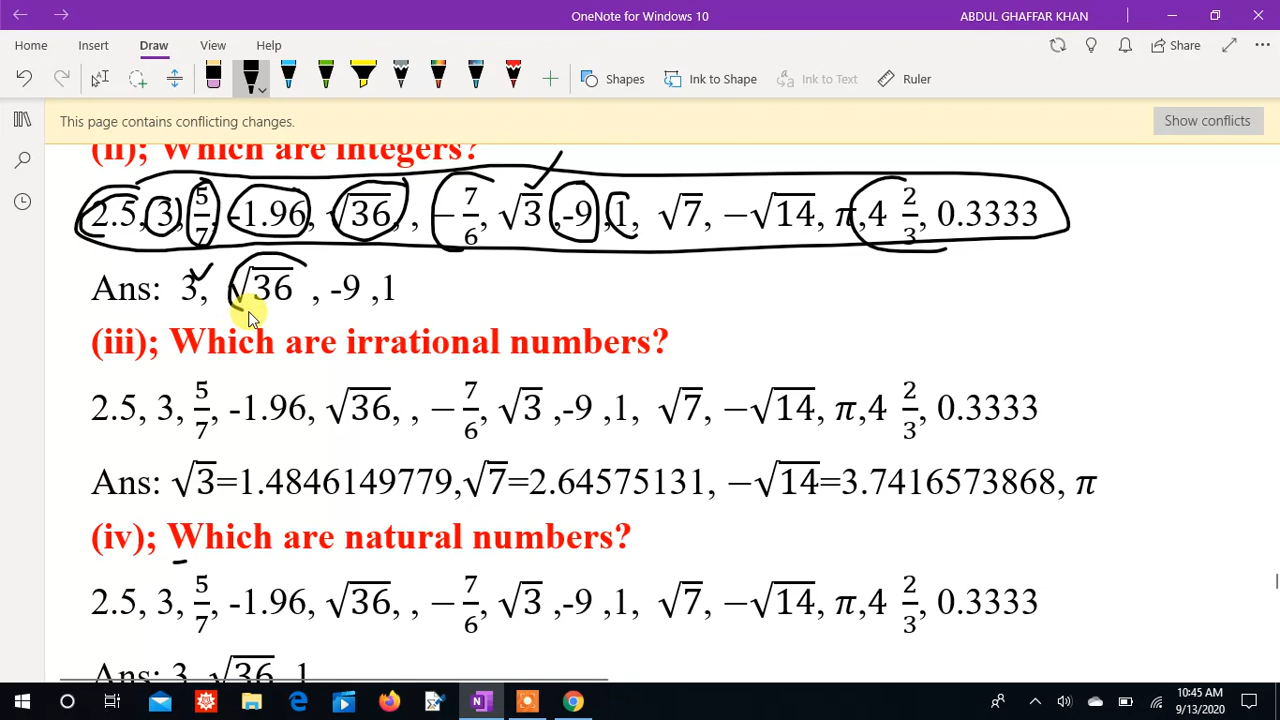 OneNote for Windows 10
ABDUL GHAFFAR KHAN
Home Insert Draw View Help Share
Shapes Ink to Shape Ink to Text Ruler
This page contains conflicting changes. Show conflicts
(ii); Which are integers?
2.5, 3, 5/7, -1.96, √36, , −7/6, √3 ,-9 ,1, √7, −√14, π,4 2/3, 0.3333
Ans: 3, √36 , -9 ,1
(iii); Which are irrational numbers?
2.5, 3, 5/7, -1.96, √36, , −7/6, √3 ,-9 ,1, √7, −√14, π,4 2/3, 0.3333
Ans: √3=1.4846149779,√7=2.64575131, −√14=3.7416573868, π
(iv); Which are natural numbers?
2.5, 3, 5/7, -1.96, √36, , −7/6, √3 ,-9 ,1, √7, −√14, π,4 2/3, 0.3333
Ans: 3, √36, 1
10:45 AM
9/13/2020